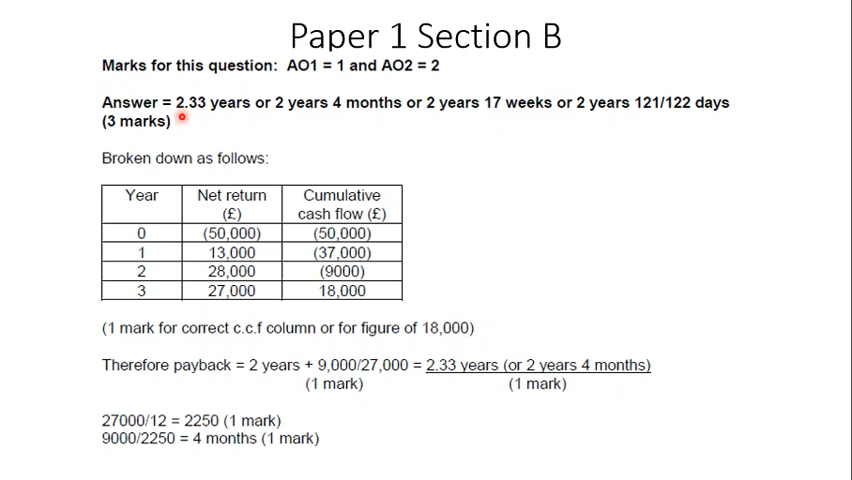 Paper 1 Section B
Marks for this question: AO1 = 1 and AO2 = 2
Answer = 2.33 years or 2 years 4 months or 2 years 17 weeks or 2 years 121/122 days
(3 marks)
Broken down as follows:
Year Net return Cumulative
(£) cash flow (£)
0 (50,000) (50,000)
1 13,000 (37,000)
2 28,000 (9000)
3 27,000 18,000
(1 mark for correct c.c.f column or for figure of 18,000)
Therefore payback = 2 years + 9,000/27,000 = 2.33 years (or 2 years 4 months)
(1 mark) (1 mark)
27000/12 = 2250 (1 mark)
9000/2250 = 4 months (1 mark)